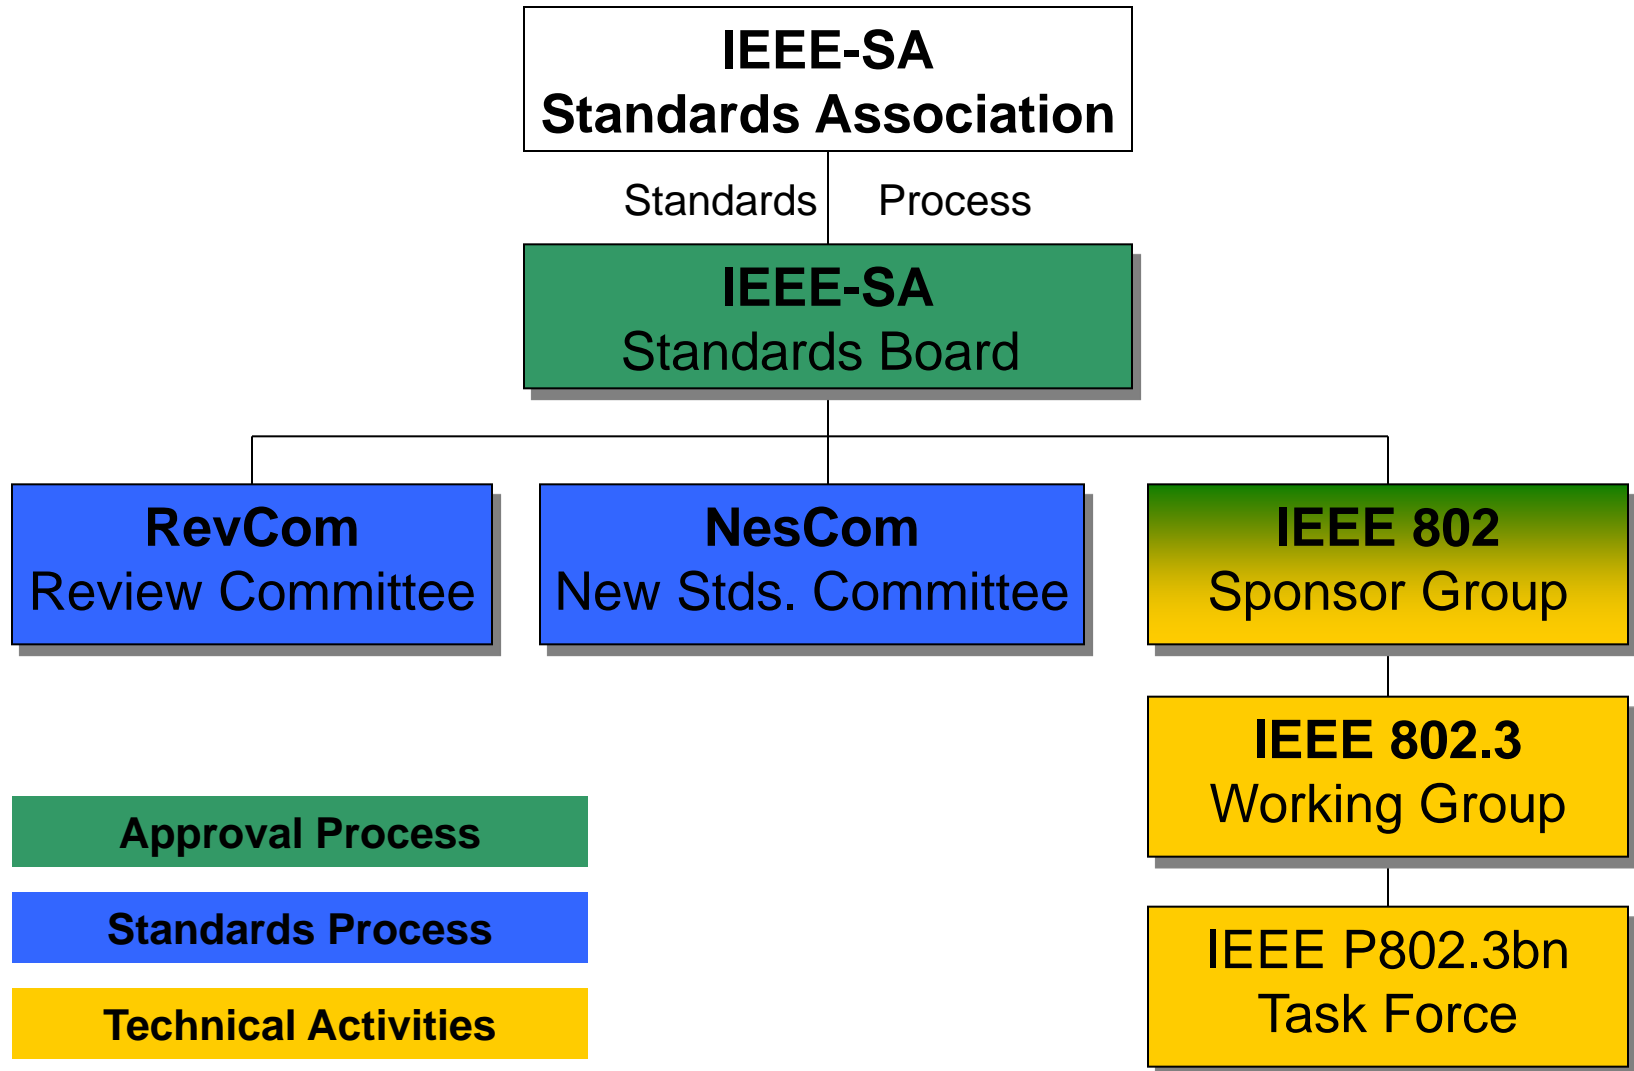 IEEE-SA
Standards Association
Standards Process
IEEE-SA
Standards Board
RevCom
Review Committee
NesCom
New Stds. Committee
IEEE 802
Sponsor Group
IEEE 802.3
Working Group
IEEE P802.3bn
Task Force
Approval Process
Standards Process
Technical Activities